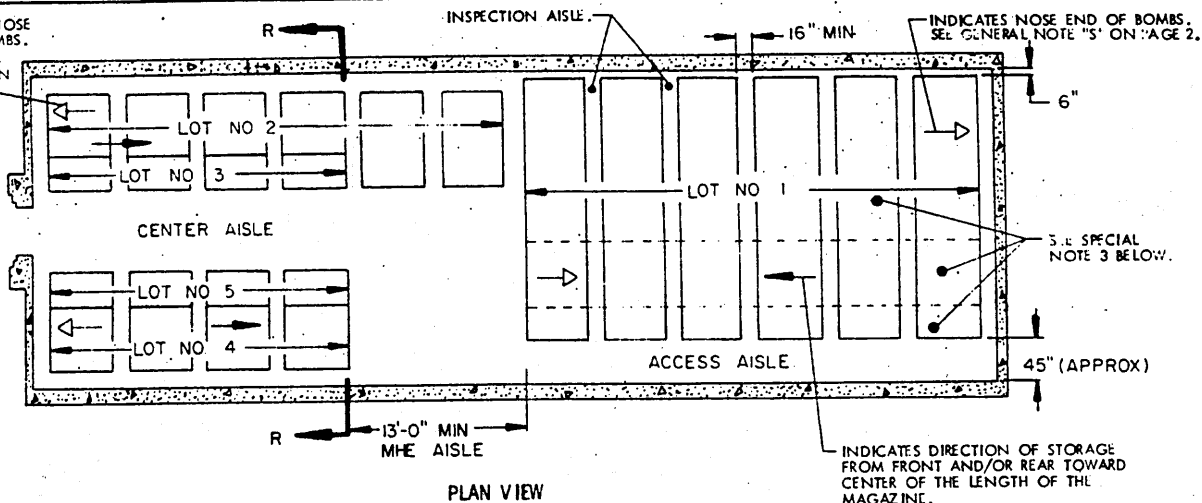 OSE
MBS.
N
R
INSPECTION AISLE.
16" MIN
INDICATES NOSE END OF BOMBS.
SEE GENERAL NOTE "S" ON PAGE 2.
6"
LOT NO 2
LOT NO 3
LOT NO 1
CENTER AISLE
SEE SPECIAL
NOTE 3 BELOW.
LOT NO 5
LOT NO. 4
ACCESS AISLE
45" (APPROX)
R
13'-0" MIN
MHE AISLE
INDICATES DIRECTION OF STORAGE
FROM FRONT AND/OR REAR TOWARD
CENTER OF THE LENGTH OF THE
MAGAZINE.
PLAN VIEW